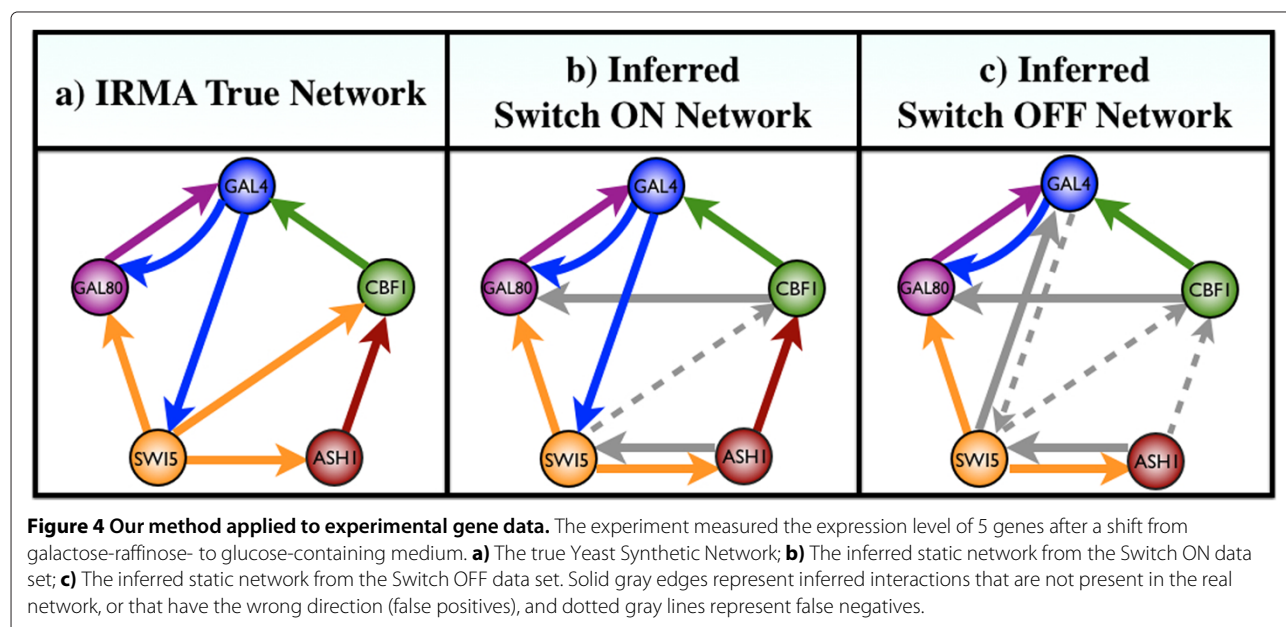 a) IRMA True Network
b) Inferred
Switch ON Network
c) Inferred
Switch OFF Network
GAL4
GAL80
CBF1
SWI5
ASH1
GAL4
GAL80
CBF1
SWI5
ASH1
GAL4
GAL80
CBF1
SWI5
ASH1
Figure 4 Our method applied to experimental gene data. The experiment measured the expression level of 5 genes after a shift from
galactose-raffinose- to glucose-containing medium. a) The true Yeast Synthetic Network; b) The inferred static network from the Switch ON data
set; c) The inferred static network from the Switch OFF data set. Solid gray edges represent inferred interactions that are not present in the real
network, or that have the wrong direction (false positives), and dotted gray lines represent false negatives.